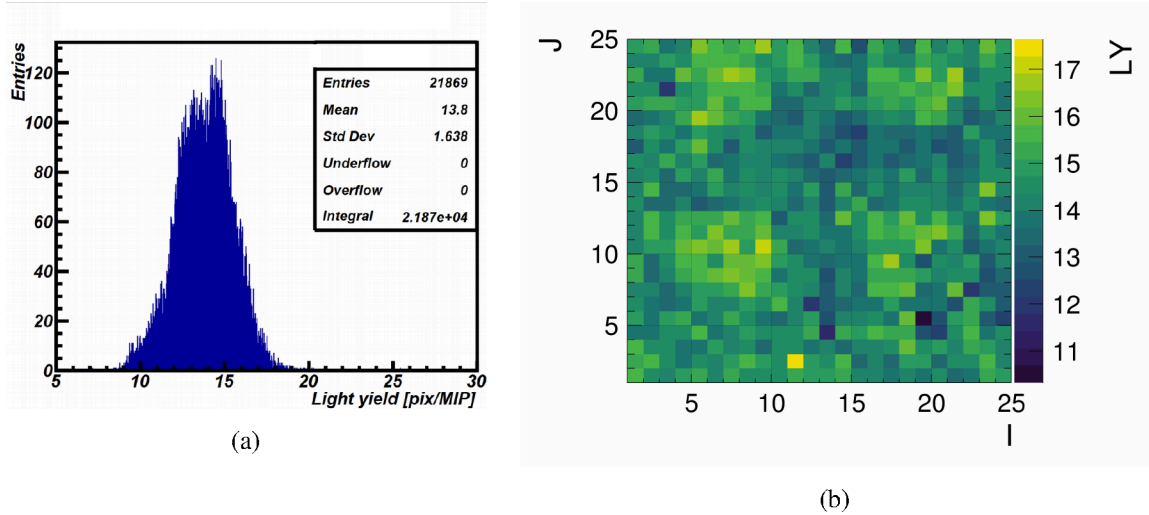 Entries
120
100
80
60
40
20
0
5 10 15 20 25 30
Light yield [pix/MIP]
Entries 21869
Mean 13.8
Std Dev 1.638
Underflow 0
Overflow 0
Integral 2.187e+04
(a)
J
25
20
15
10
5
5 10 15 20 25
I
LY
17
16
15
14
13
12
11
(b)